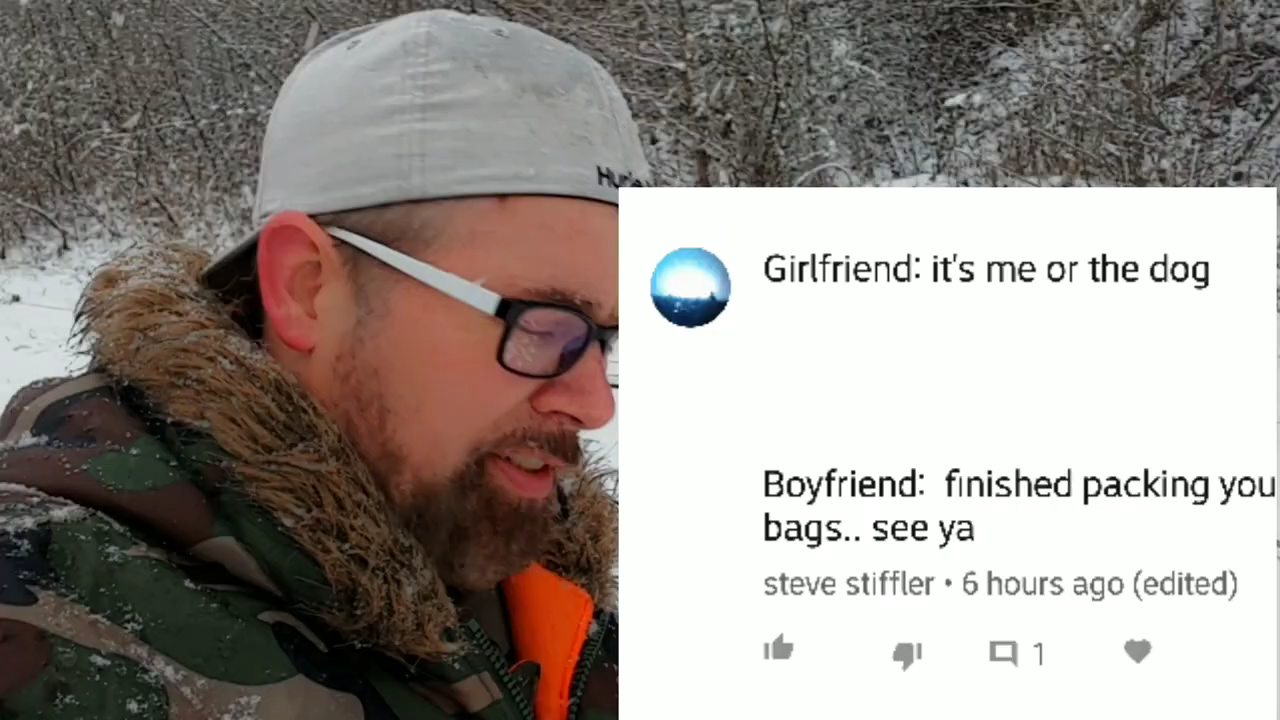 Girlfriend: it's me or the dog
Boyfriend: finished packing you
bags.. see ya
steve stiffler • 6 hours ago (edited)
1